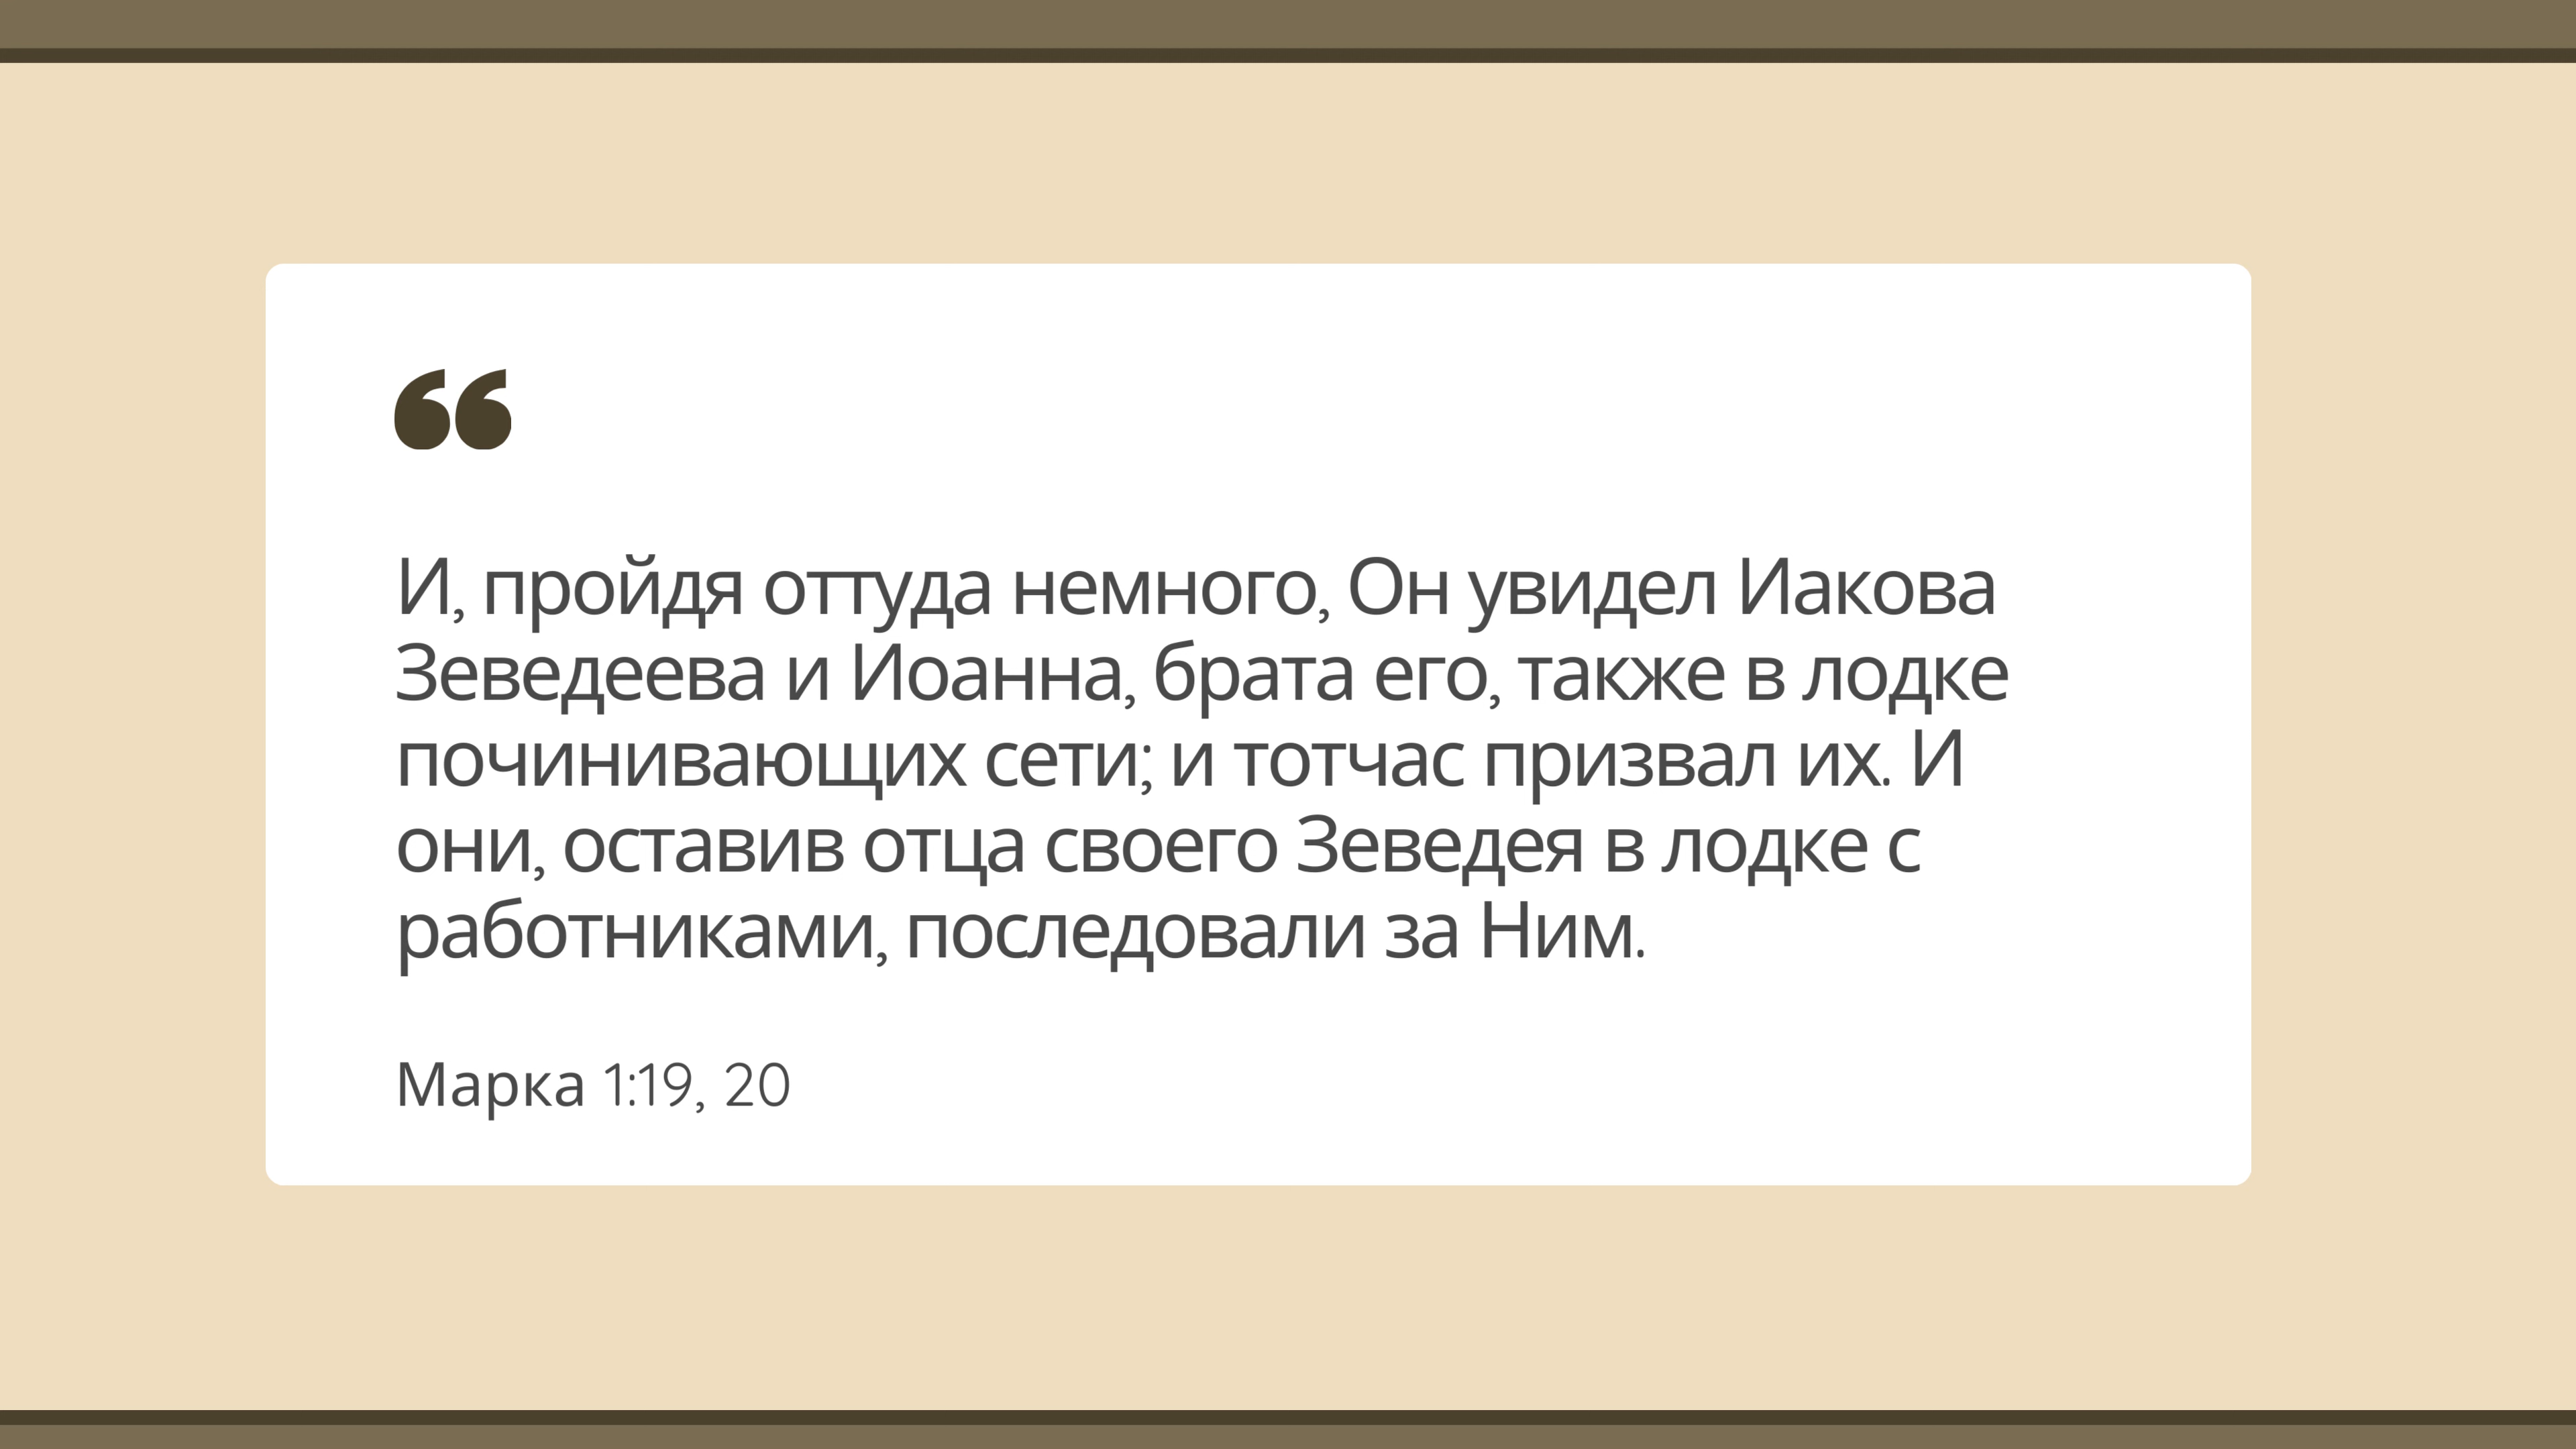 “
И, пройдя оттуда немного, Он увидел Иакова
Зеведеева и Иоанна, брата его, также в лодке
починивающих сети; и тотчас призвал их. И
они, оставив отца своего Зеведея в лодке с
работниками, последовали за Ним.
Марка 1:19, 20